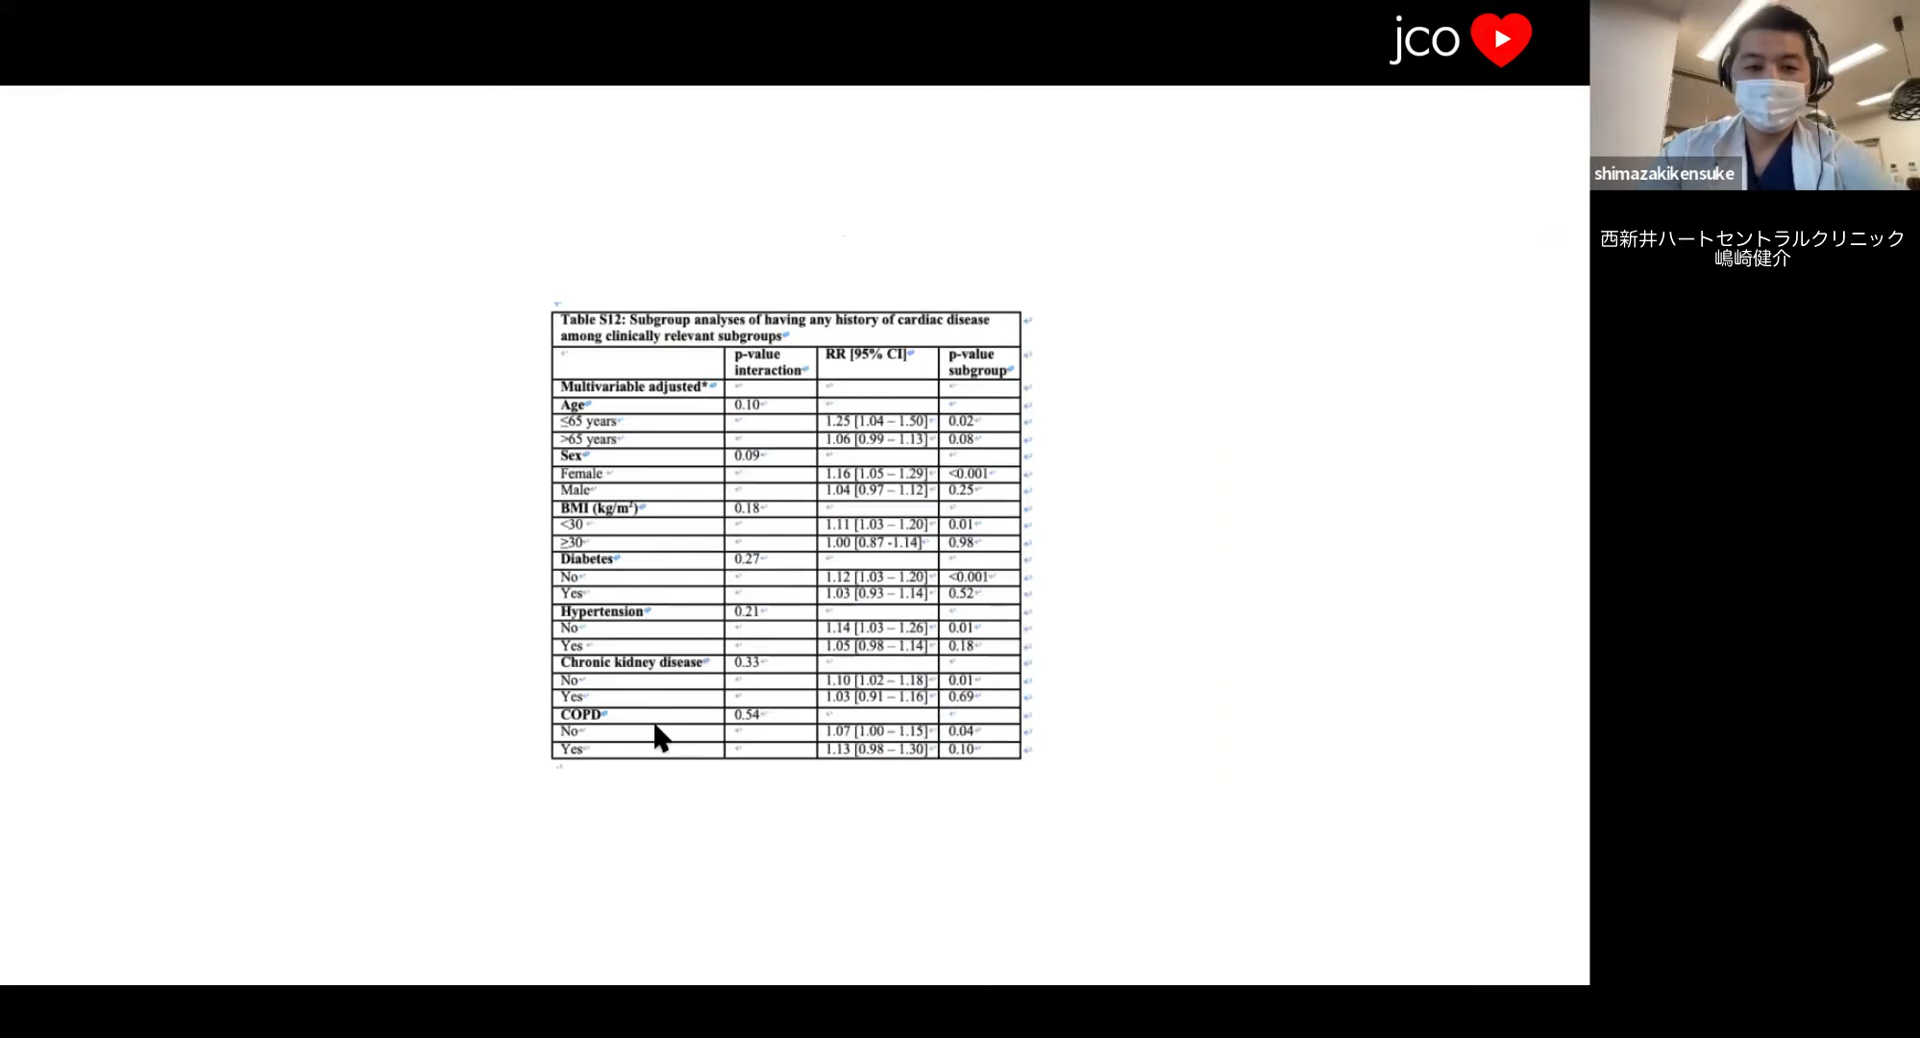 jco
shimazakikensuke
西新井ハートセントラルクリニック
嶋崎健介
Table S12: Subgroup analyses of having any history of cardiac disease
among clinically relevant subgroups
p-value interaction RR [95% CI] p-value subgroup
Multivariable adjusted*
Age 0.10
≤65 years 1.25 [1.04 – 1.50] 0.02
>65 years 1.06 [0.99 – 1.13] 0.08
Sex 0.09
Female 1.16 [1.05 – 1.29] <0.001
Male 1.04 [0.97 – 1.12] 0.25
BMI (kg/m²) 0.18
<30 1.11 [1.03 – 1.20] 0.01
≥30 1.00 [0.87 -1.14] 0.98
Diabetes 0.27
No 1.12 [1.03 – 1.20] <0.001
Yes 1.03 [0.93 – 1.14] 0.52
Hypertension 0.21
No 1.14 [1.03 – 1.26] 0.01
Yes 1.05 [0.98 – 1.14] 0.18
Chronic kidney disease 0.33
No 1.10 [1.02 – 1.18] 0.01
Yes 1.03 [0.91 – 1.16] 0.69
COPD 0.54
No 1.07 [1.00 – 1.15] 0.04
Yes 1.13 [0.98 – 1.30] 0.10